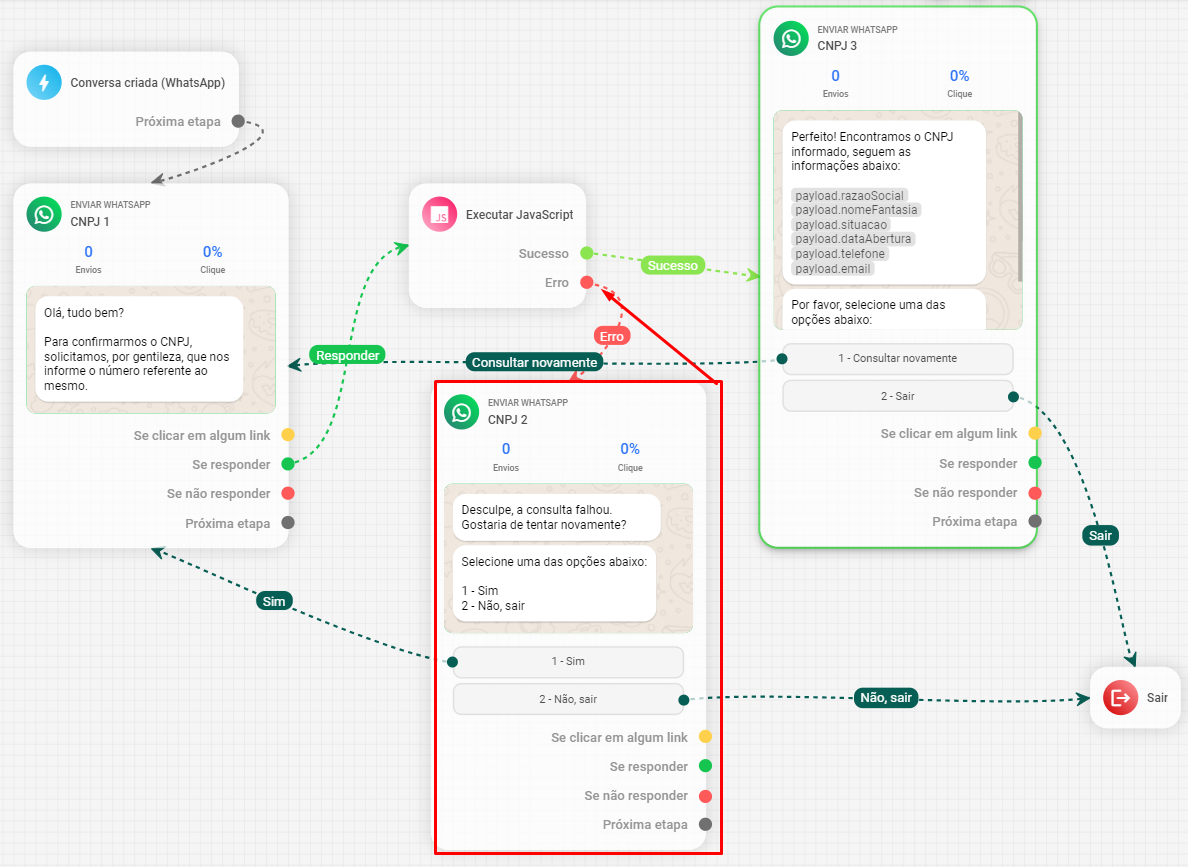 Conversa criada (WhatsApp)
Próxima etapa
ENVIAR WHATSAPP
CNPJ 1
0
0%
Envios
Clique
Olá, tudo bem?
Para confirmarmos o CNPJ,
solicitamos, por gentileza, que nos
informe o número referente ao
mesmo.
Se clicar em algum link
Se responder
Se não responder
Próxima etapa
Responder
JS
Executar JavaScript
Sucesso
Erro
Sucesso
Erro
Consultar novamente
ENVIAR WHATSAPP
CNPJ 3
0
0%
Envios
Clique
Perfeito! Encontramos o CNPJ
informado, seguem as
informações abaixo:
payload.razaoSocial
payload.nomeFantasia
payload.situacao
payload.dataAbertura
payload.telefone
payload.email
Por favor, selecione uma das
opções abaixo:
1 - Consultar novamente
2 - Sair
Se clicar em algum link
Se responder
Se não responder
Próxima etapa
ENVIAR WHATSAPP
CNPJ 2
0
0%
Envios
Clique
Desculpe, a consulta falhou.
Gostaria de tentar novamente?
Selecione uma das opções abaixo:
1 - Sim
2 - Não, sair
1 - Sim
2 - Não, sair
Se clicar em algum link
Se responder
Se não responder
Próxima etapa
Sim
Não, sair
Sair
Sair